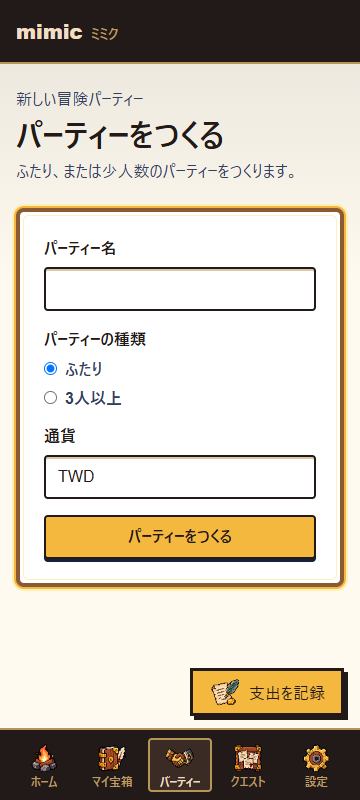 mimic ミミク
新しい冒険パーティー
パーティーをつくる
ふたり、または少人数のパーティーをつくります。
パーティー名
パーティーの種類
ふたり
3人以上
通貨
TWD
パーティーをつくる
支出を記録
ホーム
マイ宝箱
パーティー
クエスト
設定